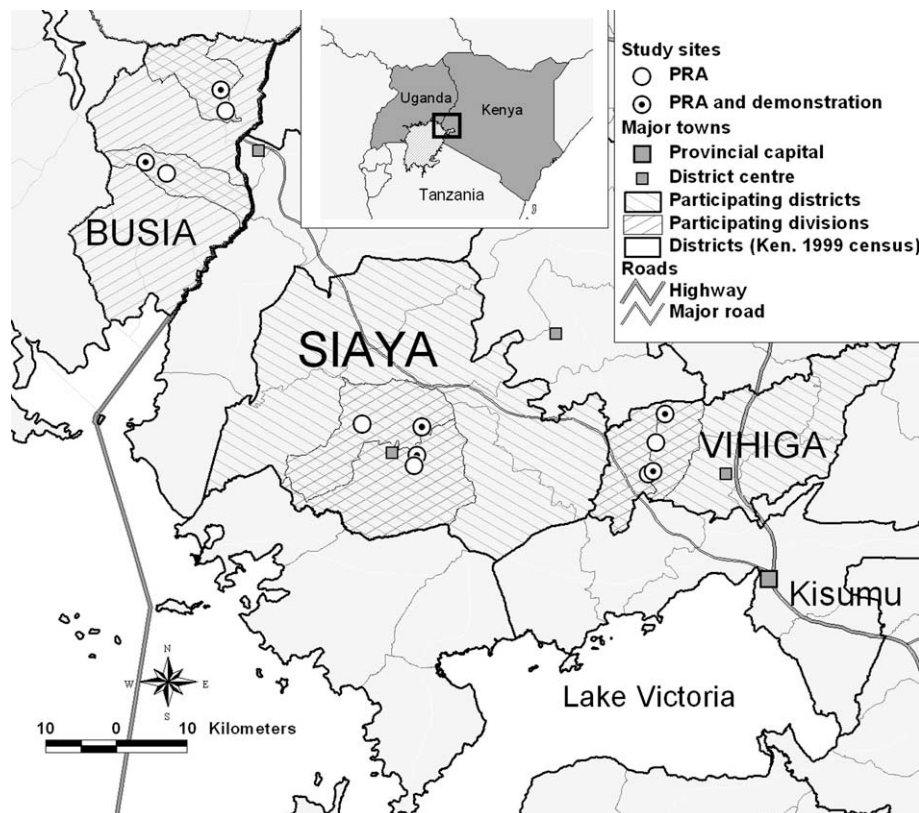 Study sites
PRA
PRA and demonstration
Major towns
Provincial capital
District centre
Participating districts
Participating divisions
Districts (Ken. 1999 census)
Roads
Highway
Major road
Uganda
Kenya
Tanzania
BUSIA
SIAYA
VIHIGA
Kisumu
Lake Victoria
N
W E
S
10 0 10 Kilometers